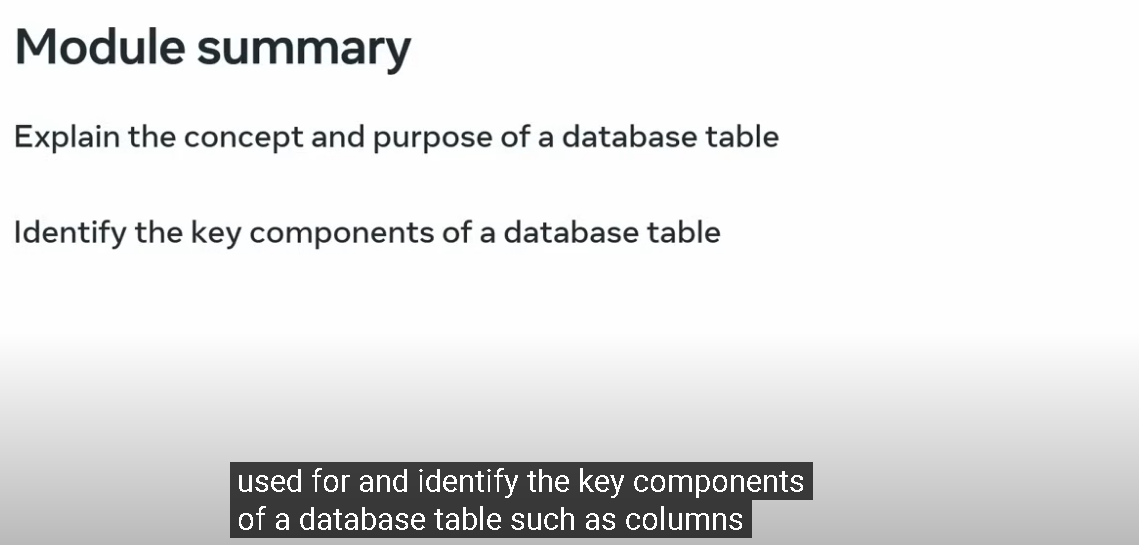 Module summary
Explain the concept and purpose of a database table
Identify the key components of a database table
used for and identify the key components
of a database table such as columns